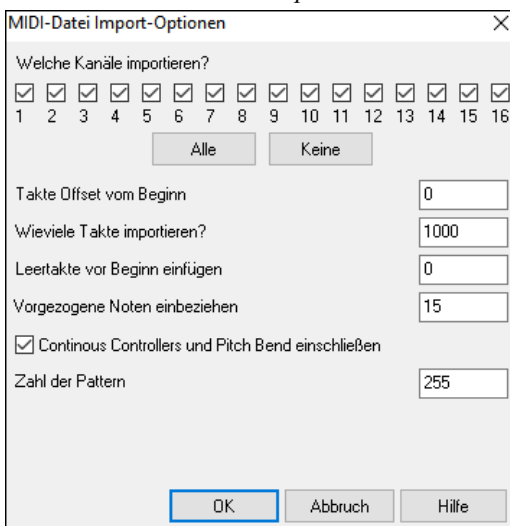 MIDI-Datei Import-Optionen
Welche Kanäle importieren?
1 2 3 4 5 6 7 8 9 10 11 12 13 14 15 16
Alle Keine
Takte Offset vom Beginn 0
Wieviele Takte importieren? 1000
Leertakte vor Beginn einfügen 0
Vorgezogene Noten einbeziehen 15
Continous Controllers und Pitch Bend einschließen
Zahl der Pattern 255
OK Abbruch Hilfe